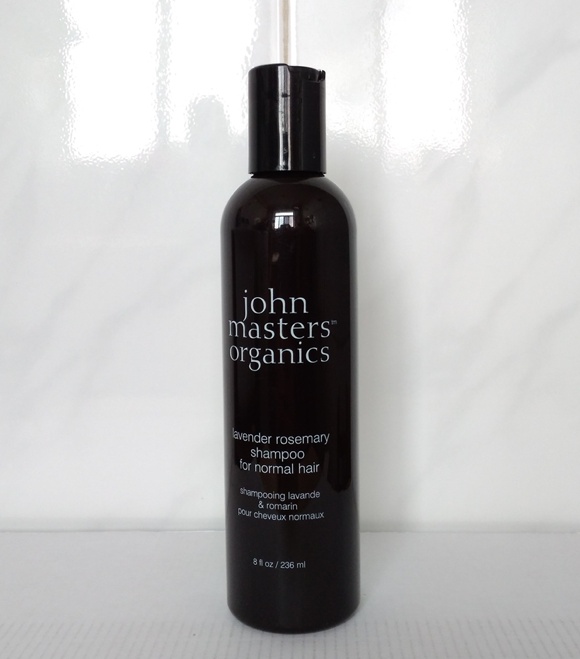 john
masters™
organics
lavender rosemary
shampoo
for normal hair
shampooing lavande
& romarin
pour cheveux normaux
8 fl oz / 236 ml